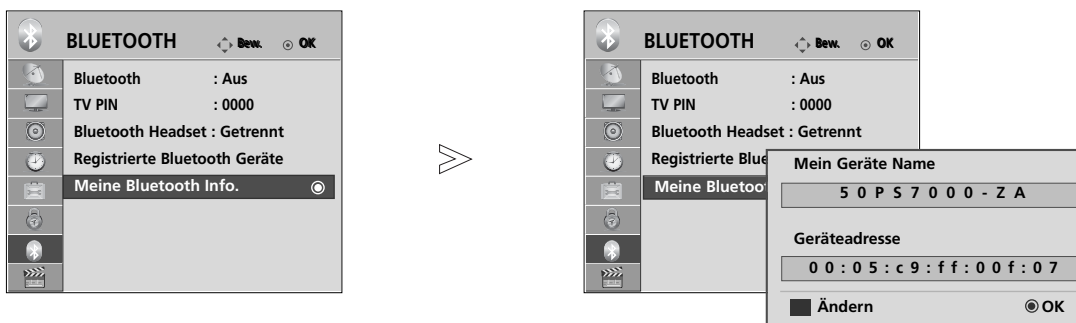 BLUETOOTH Bew. OK
Bluetooth : Aus
TV PIN : 0000
Bluetooth Headset : Getrennt
Registrierte Bluetooth Geräte
Meine Bluetooth Info.
BLUETOOTH Bew. OK
Bluetooth : Aus
TV PIN : 0000
Bluetooth Headset : Getrennt
Registrierte Blue
Meine Bluetoo
Mein Geräte Name
50PS7000-ZA
Geräteadresse
00:05:c9:ff:00f:07
Ändern OK